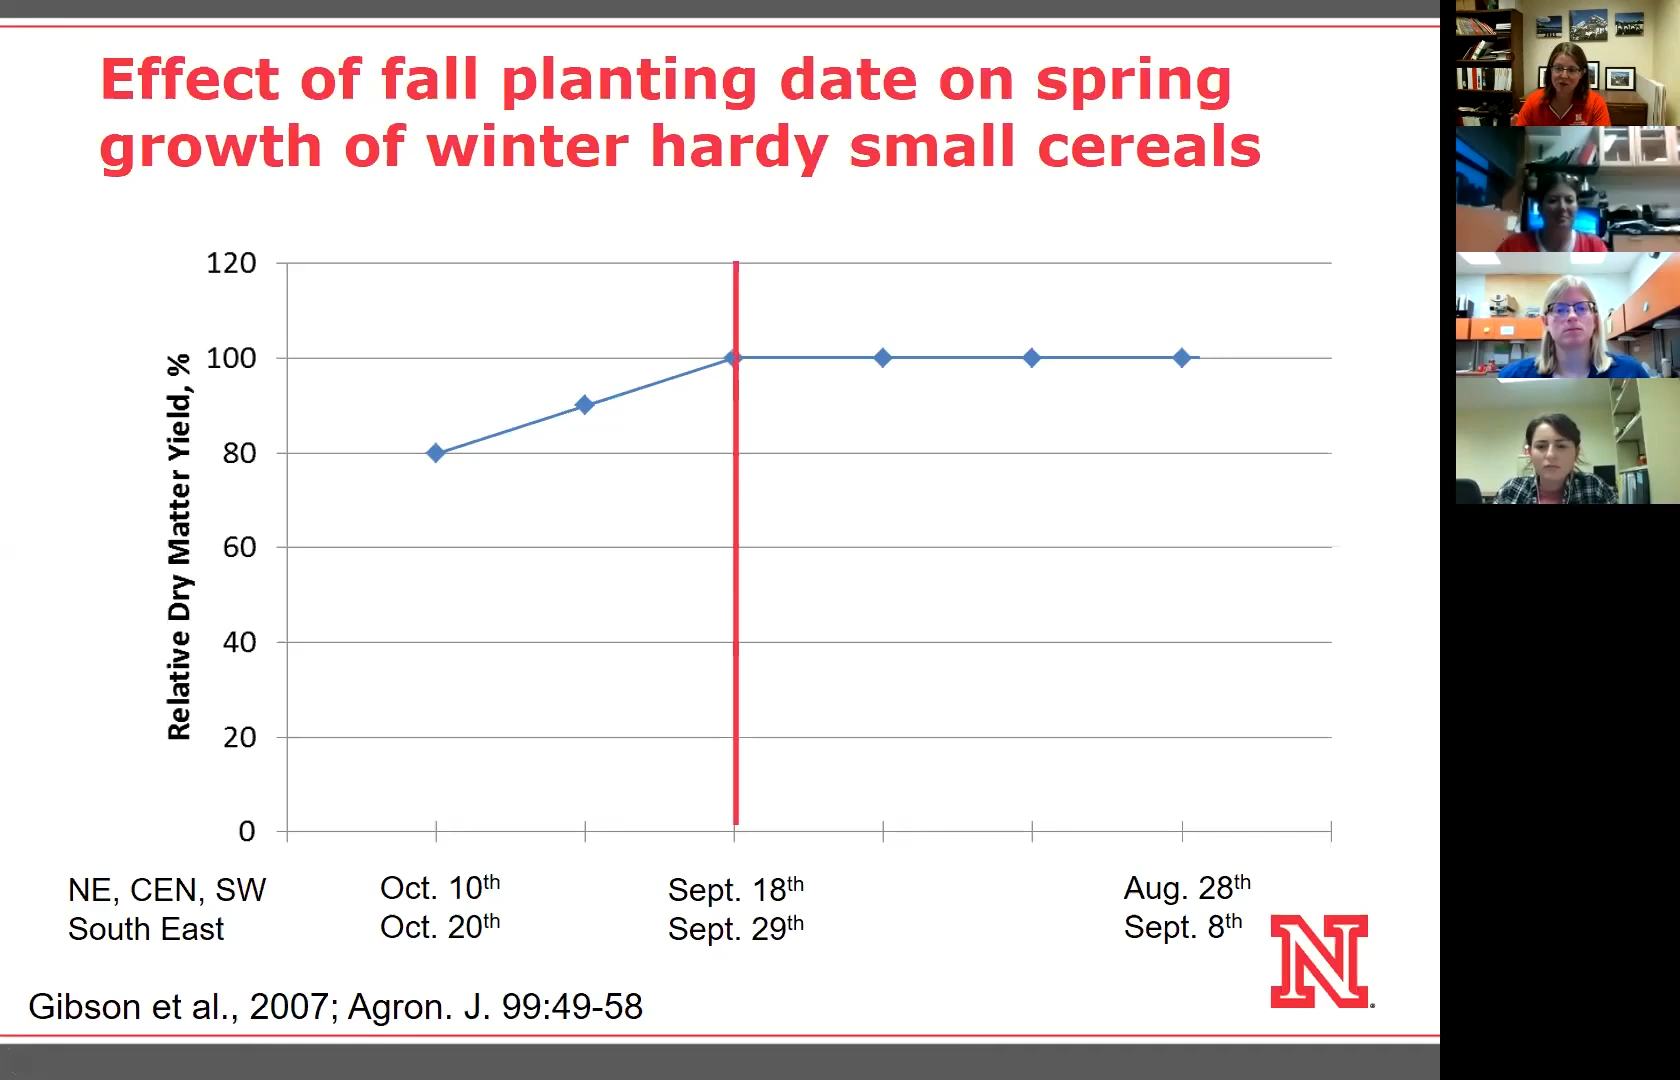 Effect of fall planting date on spring
growth of winter hardy small cereals
Relative Dry Matter Yield, %
120
100
80
60
40
20
0
NE, CEN, SW Oct. 10th Sept. 18th Aug. 28th
South East Oct. 20th Sept. 29th Sept. 8th
N
Gibson et al., 2007; Agron. J. 99:49-58